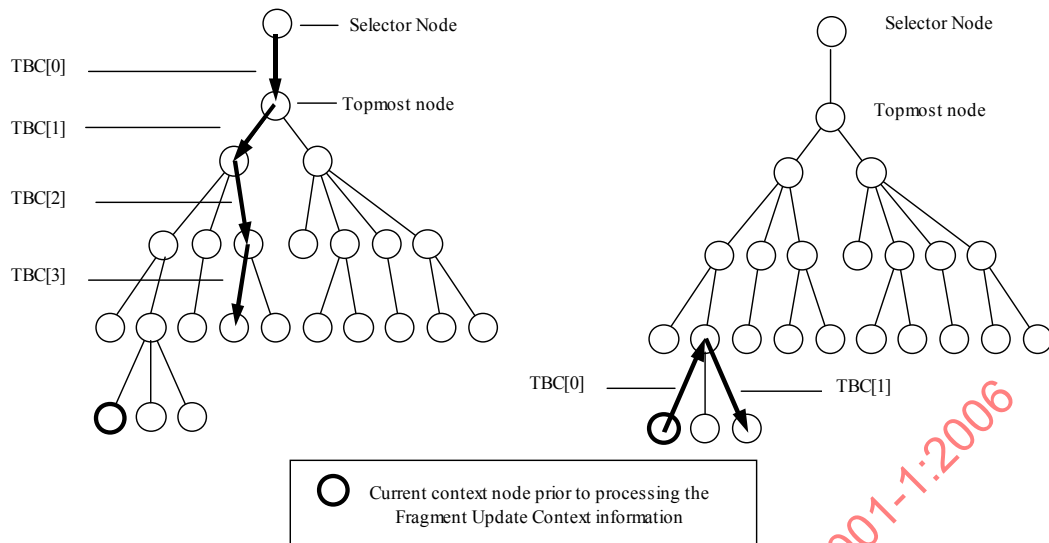 Selector Node
TBC[0]
Topmost node
TBC[1]
TBC[2]
TBC[3]
Selector Node
Topmost node
TBC[0]
TBC[1]
Current context node prior to processing the
Fragment Update Context information
001-1:2006